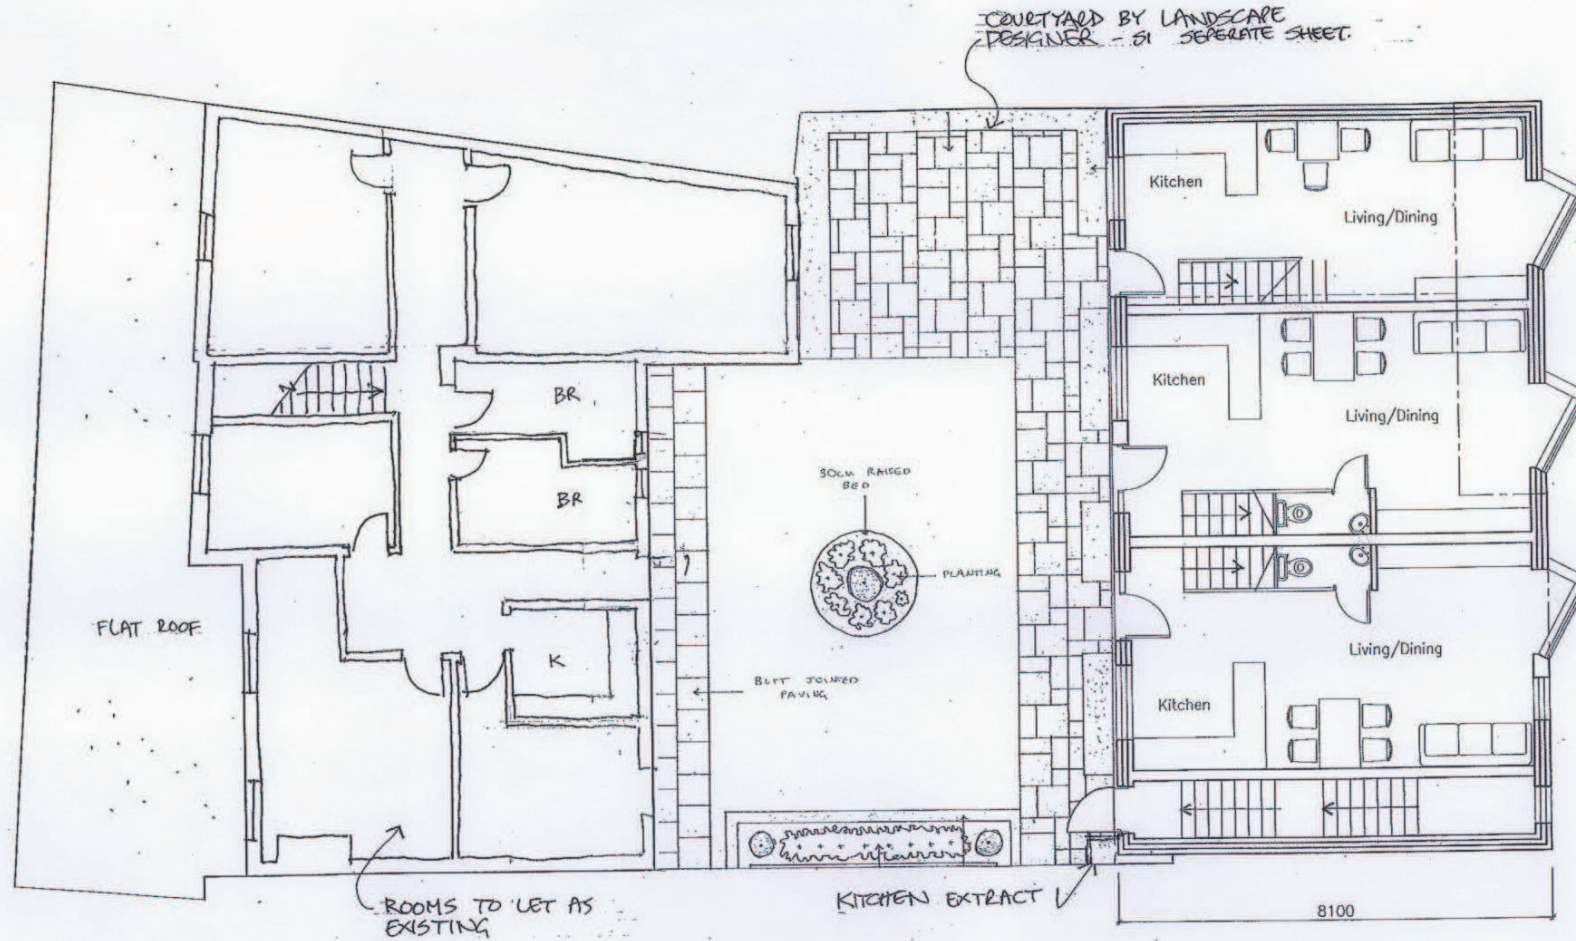 COURTYARD BY LANDSCAPE
DESIGNER - SI SEPERATE SHEET.
Kitchen
Living/Dining
Kitchen
Living/Dining
BR
BR
30CM RAISED
BED
PLANTING
FLAT ROOF
K
BUTT JOINED
PAVING
Living/Dining
Kitchen
ROOMS TO LET AS
EXISTING
KITCHEN EXTRACT
8100